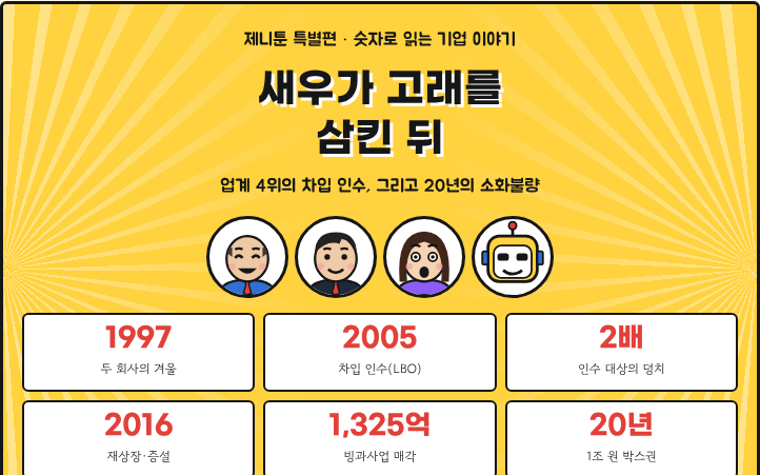 제니툰 특별편 · 숫자로 읽는 기업 이야기
새우가 고래를
삼킨 뒤
업계 4위의 차입 인수, 그리고 20년의 소화불량
1997
두 회사의 겨울
2005
차입 인수(LBO)
2배
인수 대상의 덩치
2016
재상장·증설
1,325억
빙과사업 매각
20년
1조 원 박스권